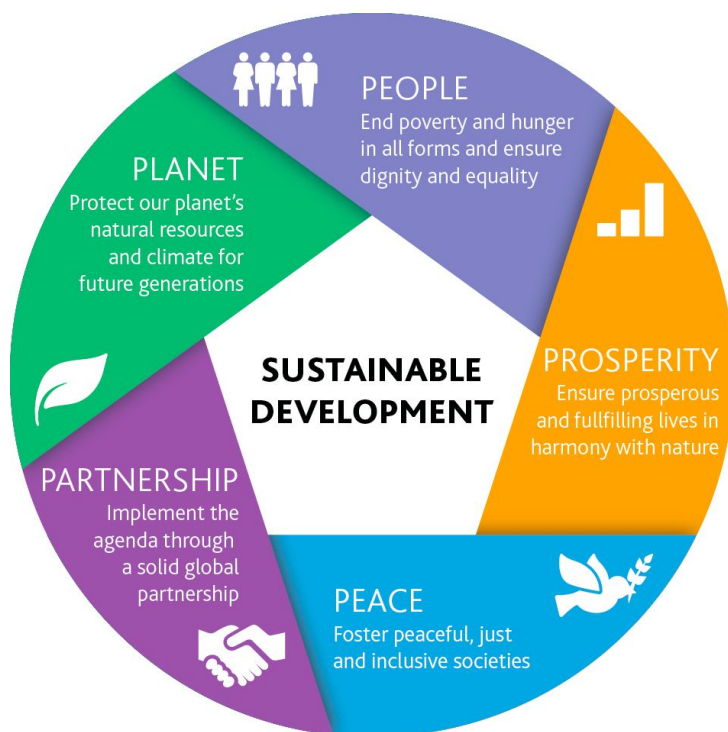 PEOPLE
End poverty and hunger
in all forms and ensure
dignity and equality
PLANET
Protect our planet's
natural resources
and climate for
future generations
SUSTAINABLE
DEVELOPMENT
PROSPERITY
Ensure prosperous
and fullfilling lives in
harmony with nature
PARTNERSHIP
Implement the
agenda through
a solid global
partnership
PEACE
Foster peaceful, just
and inclusive societies